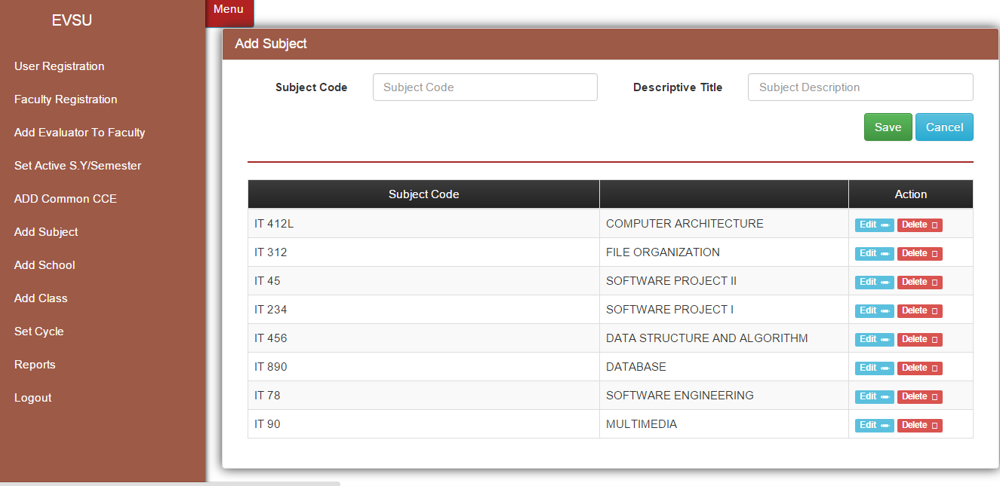 EVSU
Menu
User Registration
Faculty Registration
Add Evaluator To Faculty
Set Active S.Y/Semester
ADD Common CCE
Add Subject
Add School
Add Class
Set Cycle
Reports
Logout
Add Subject
Subject Code Subject Code Descriptive Title Subject Description
Save Cancel
Subject Code Action
IT 412L COMPUTER ARCHITECTURE Edit Delete
IT 312 FILE ORGANIZATION Edit Delete
IT 45 SOFTWARE PROJECT II Edit Delete
IT 234 SOFTWARE PROJECT I Edit Delete
IT 456 DATA STRUCTURE AND ALGORITHM Edit Delete
IT 890 DATABASE Edit Delete
IT 78 SOFTWARE ENGINEERING Edit Delete
IT 90 MULTIMEDIA Edit Delete